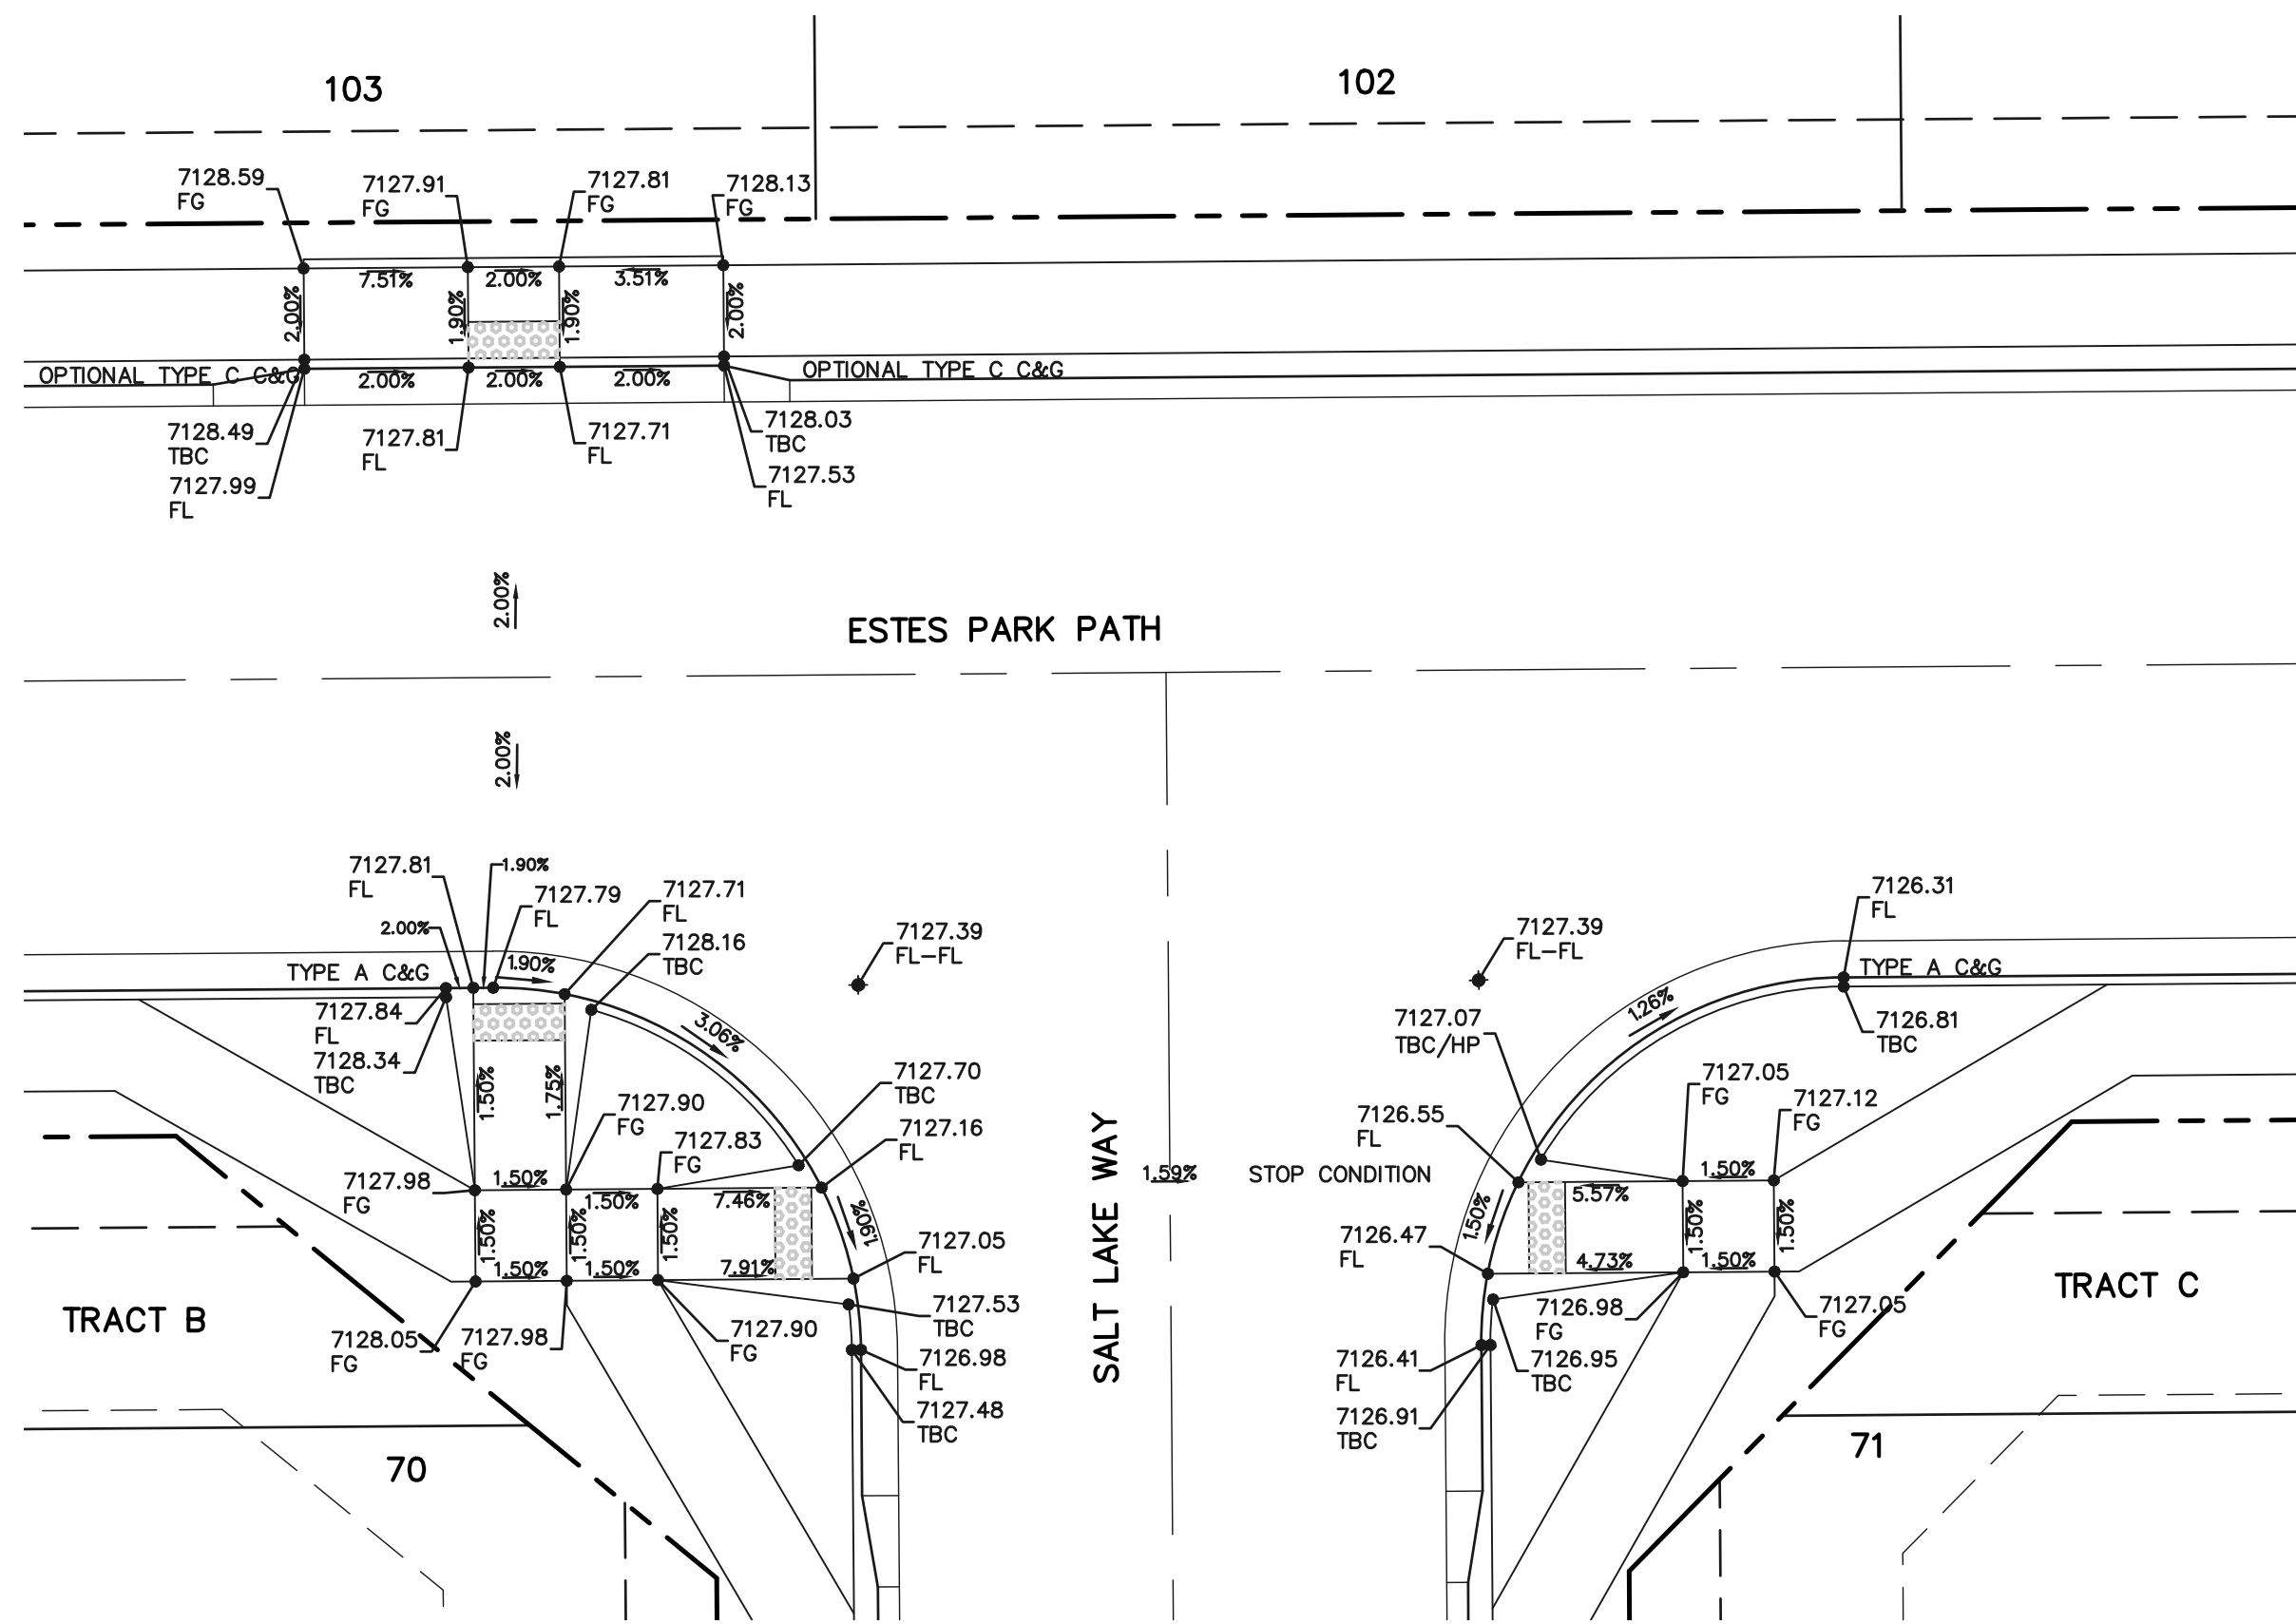 103
102
7128.59
FG
7127.91
FG
7127.81
FG
7128.13
FG
7.51%
2.00%
3.51%
2.00%
1.90%
1.90%
2.00%
OPTIONAL TYPE C C&G
2.00%
2.00%
2.00%
OPTIONAL TYPE C C&G
7128.49
TBC
7127.99
FL
7127.81
FL
7127.71
FL
7128.03
TBC
7127.53
FL
2.00%
ESTES PARK PATH
2.00%
7127.81
FL
1.90%
7127.79
FL
7127.71
FL
2.00%
7128.16
TBC
7127.39
FL-FL
7127.39
FL-FL
7126.31
FL
TYPE A C&G
1.90%
TYPE A C&G
7127.84
FL
7128.34
TBC
3.06%
1.26%
7127.07
TBC/HP
7126.81
TBC
1.50%
1.75%
7127.90
FG
7127.83
FG
7127.70
TBC
7127.16
FL
7126.55
FL
7127.05
FG
7127.12
FG
7127.98
FG
1.50%
1.50%
7.46%
1.59%
STOP CONDITION
5.57%
1.50%
1.50%
1.50%
1.50%
1.90%
SALT LAKE WAY
1.50%
1.50%
1.50%
7127.05
FL
7126.47
FL
1.50%
1.50%
7.91%
4.73%
1.50%
TRACT B
TRACT C
7128.05
FG
7127.98
FG
7127.90
FG
7127.53
TBC
7126.98
FL
7127.48
TBC
7126.98
FG
7127.05
FG
7126.41
FL
7126.91
TBC
7126.95
TBC
70
71